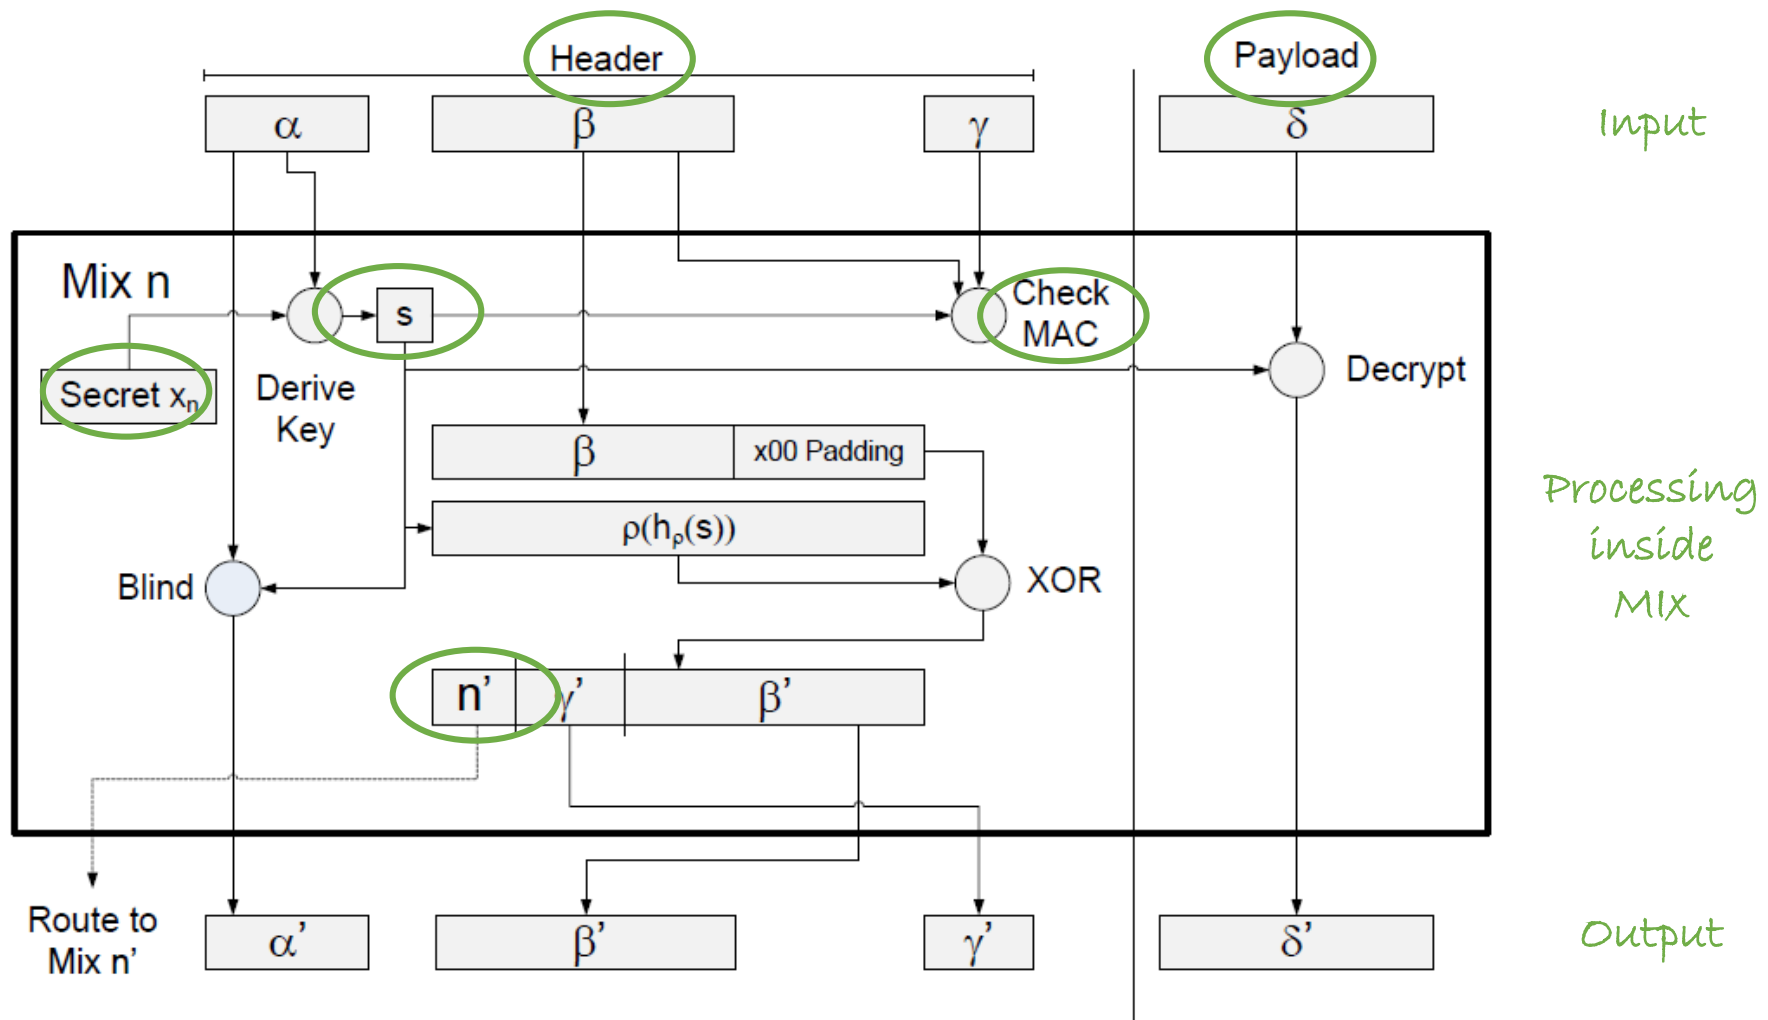 Header
Payload
α
β
γ
δ
Input
Mix n
s
Check
MAC
Secret xₙ
Derive
Key
Decrypt
β
x00 Padding
ρ(hρ(s))
Processing
inside
MIx
Blind
XOR
n’
γ’
β’
Route to
Mix n’
α’
β’
γ’
δ’
Output